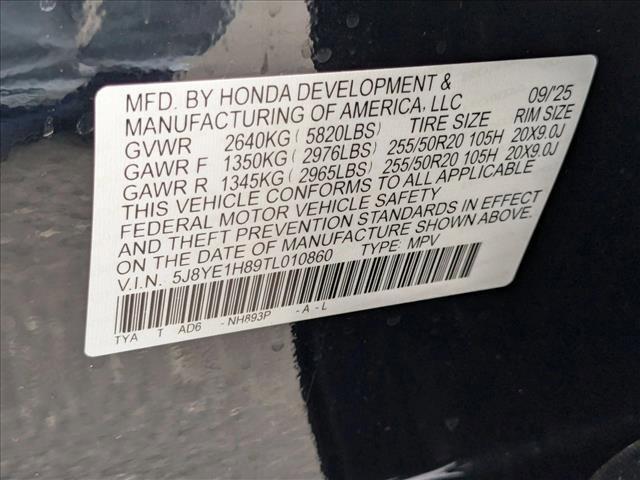 MFD. BY HONDA DEVELOPMENT & 09/25
MANUFACTURING OF AMERICA, LLC
GVWR 2640KG ( 5820LBS) TIRE SIZE RIM SIZE
GAWR F 1350KG ( 2976LBS) 255/50R20 105H 20X9.0J
GAWR R 1345KG ( 2965LBS) 255/50R20 105H 20X9.0J
THIS VEHICLE CONFORMS TO ALL APPLICABLE
FEDERAL MOTOR VEHICLE SAFETY
AND THEFT PREVENTION STANDARDS IN EFFECT
ON THE DATE OF MANUFACTURE SHOWN ABOVE.
V.I.N. 5J8YE1H89TL010860 TYPE: MPV
TYA T AD6 - NH893P - A - L